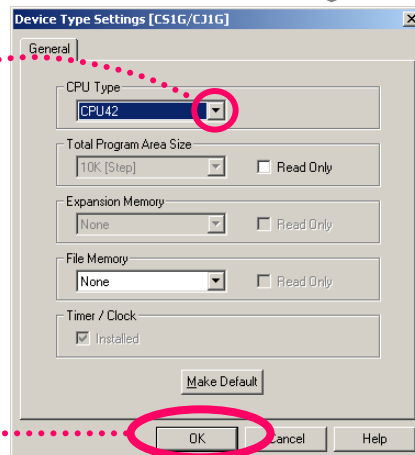 Device Type Settings [CS1G/CJ1G]
General
CPU Type
CPU42
Total Program Area Size
10K [Step]
Read Only
Expansion Memory
None
Read Only
File Memory
None
Read Only
Timer / Clock
Installed
Make Default
OK
Cancel
Help